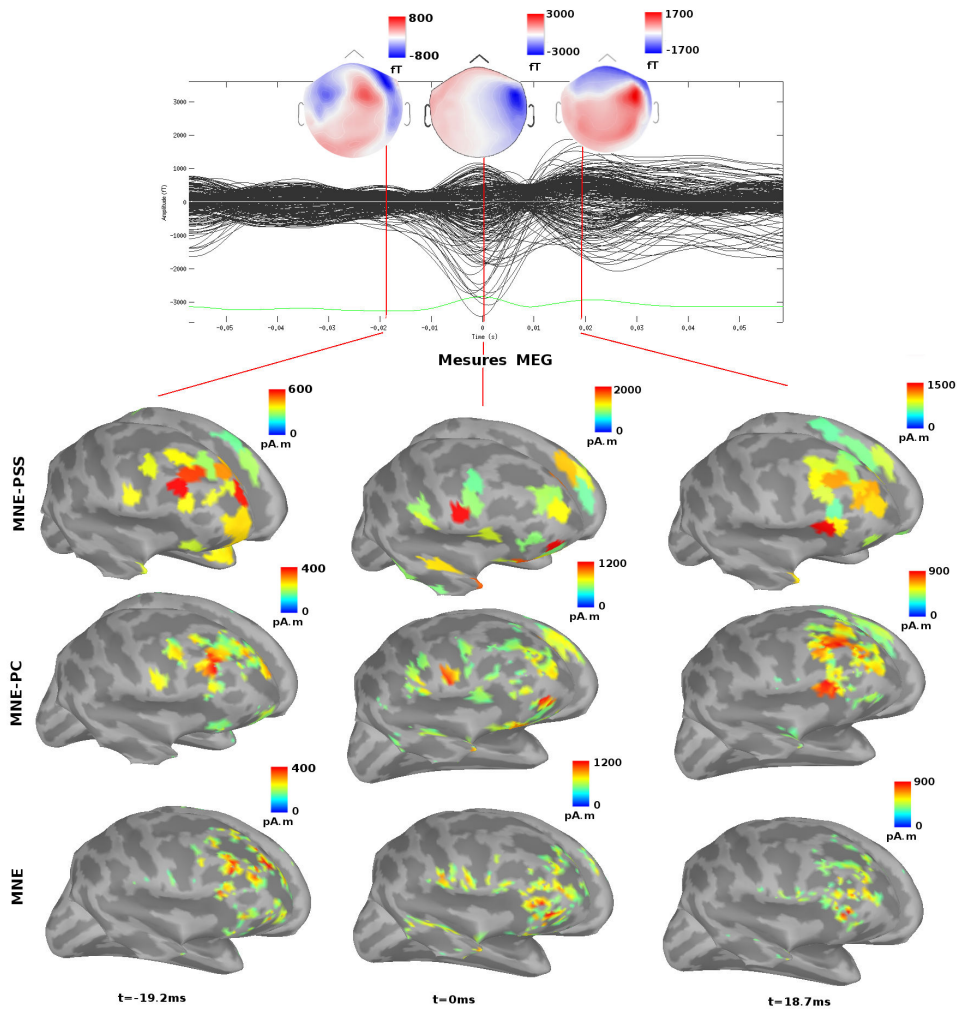 800
-800
fT
3000
-3000
fT
1700
-1700
fT
Amplitude (fT)
3000
2000
1000
0
-1000
-2000
-3000
-0,05
-0,04
-0,03
-0,02
-0,01
0
0,01
0,02
0,03
0,04
0,05
Time (s)
Mesures MEG
MNE-PSS
600
0
pA.m
2000
0
pA.m
1500
0
pA.m
MNE-PC
400
0
pA.m
1200
0
pA.m
900
0
pA.m
MNE
400
0
pA.m
1200
0
pA.m
900
0
pA.m
t=-19.2ms
t=0ms
t=18.7ms